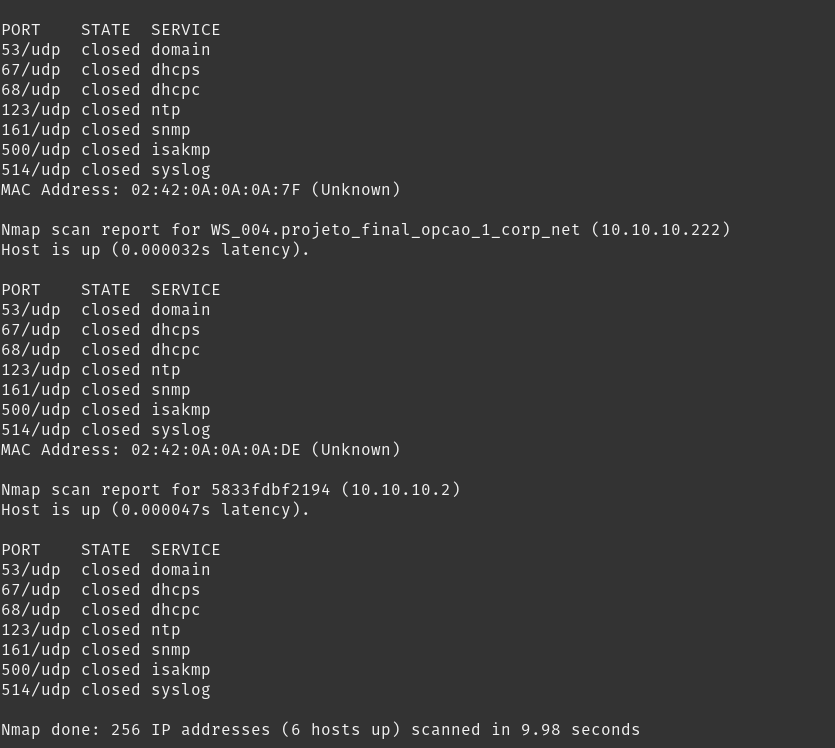 PORT    STATE  SERVICE
53/udp  closed domain
67/udp  closed dhcps
68/udp  closed dhcpc
123/udp closed ntp
161/udp closed snmp
500/udp closed isakmp
514/udp closed syslog
MAC Address: 02:42:0A:0A:0A:7F (Unknown)

Nmap scan report for WS_004.projeto_final_opcao_1_corp_net (10.10.10.222)
Host is up (0.000032s latency).

PORT    STATE  SERVICE
53/udp  closed domain
67/udp  closed dhcps
68/udp  closed dhcpc
123/udp closed ntp
161/udp closed snmp
500/udp closed isakmp
514/udp closed syslog
MAC Address: 02:42:0A:0A:0A:DE (Unknown)

Nmap scan report for 5833fdbf2194 (10.10.10.2)
Host is up (0.000047s latency).

PORT    STATE  SERVICE
53/udp  closed domain
67/udp  closed dhcps
68/udp  closed dhcpc
123/udp closed ntp
161/udp closed snmp
500/udp closed isakmp
514/udp closed syslog

Nmap done: 256 IP addresses (6 hosts up) scanned in 9.98 seconds